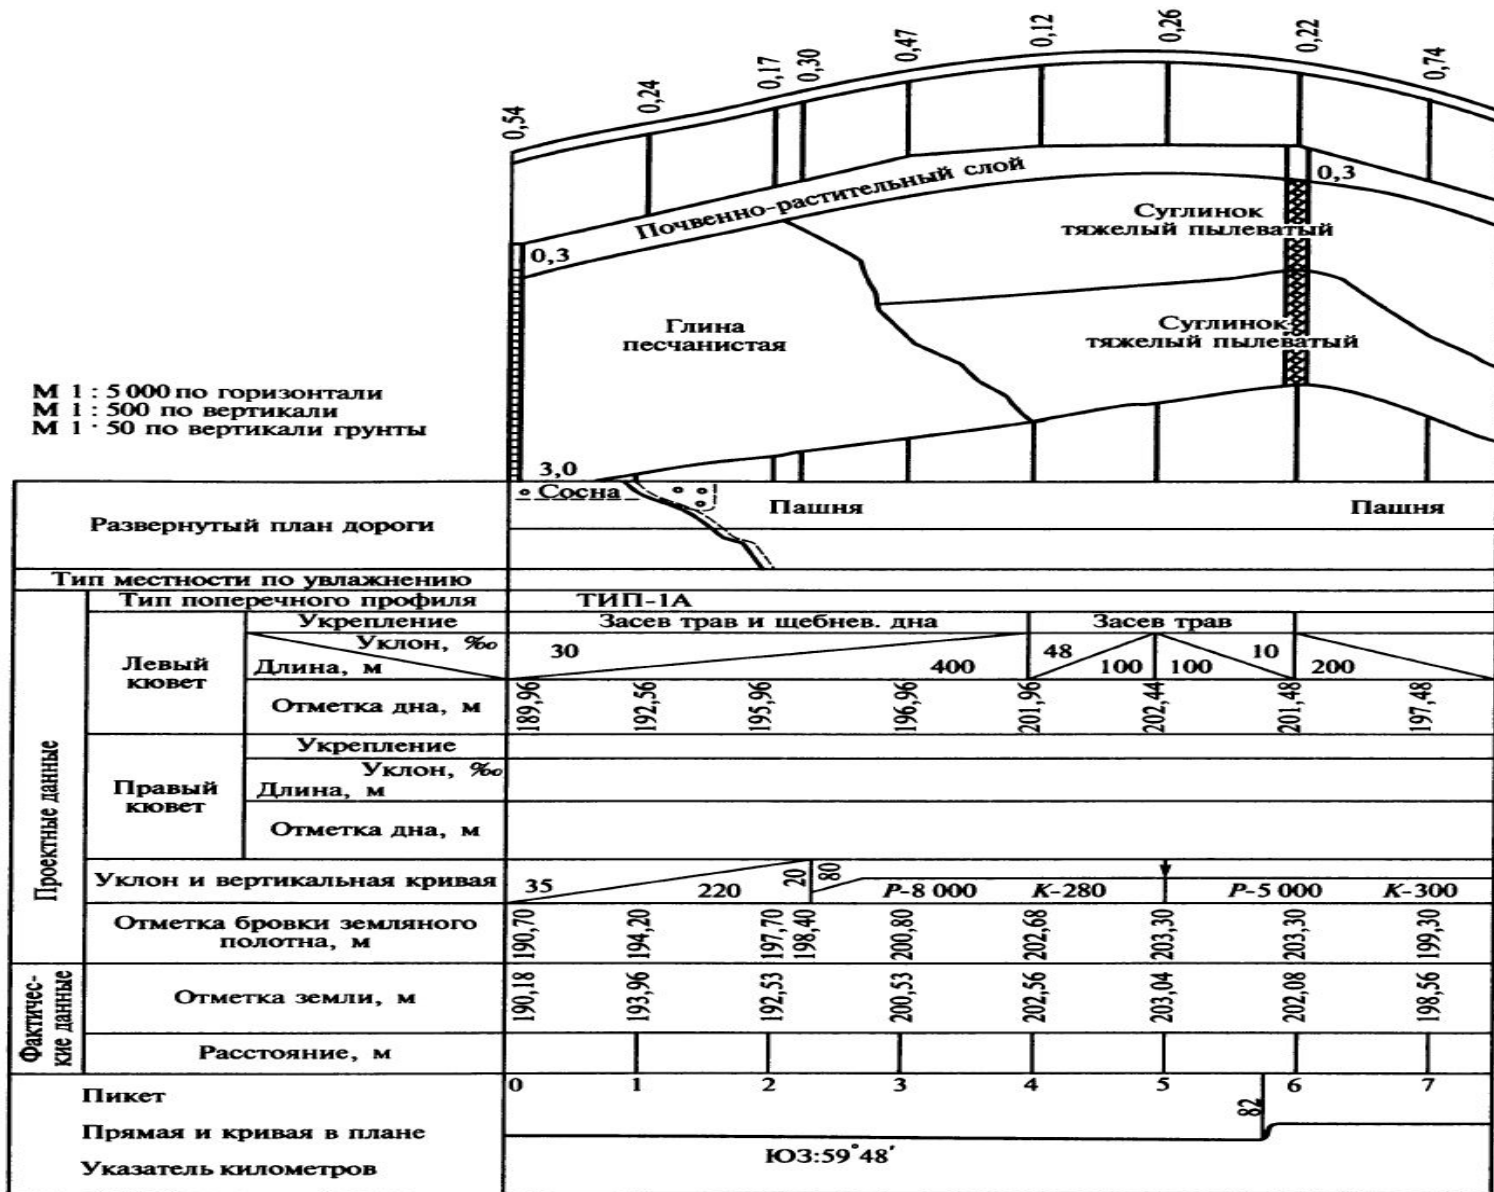 0,54
0,24
0,17
0,30
0,47
0,12
0,26
0,22
0,74
Почвенно-растительный слой
0,3
0,3
Суглинок
тяжелый пылеватый
Глина
песчанистая
Суглинок
тяжелый пылеватый
М 1 : 5 000 по горизонтали
М 1 : 500 по вертикали
М 1 · 50 по вертикали грунты
3,0
Развернутый план дороги
Сосна
Пашня
Пашня
Тип местности по увлажнению
Проектные данные
Тип поперечного профиля
ТИП-1А
Левый
кювет
Укрепление
Засев трав и щебнев. дна
Засев трав
Уклон, ‰
30
48
10
Длина, м
400
100
100
200
Отметка дна, м
189,96
192,56
195,96
196,96
201,96
202,44
201,48
197,48
Правый
кювет
Укрепление
Уклон, ‰
Длина, м
Отметка дна, м
Уклон и вертикальная кривая
35
220
20
80
Р-8 000
К-280
Р-5 000
К-300
Отметка бровки земляного
полотна, м
190,70
194,20
197,70
198,40
200,80
202,68
203,30
203,30
199,30
Фактичес-
кие данные
Отметка земли, м
190,18
193,96
192,53
200,53
202,56
203,04
202,08
198,56
Расстояние, м
Пикет
0 1 2 3 4 5 6 7
Прямая и кривая в плане
82
ЮЗ:59°48′
Указатель километров